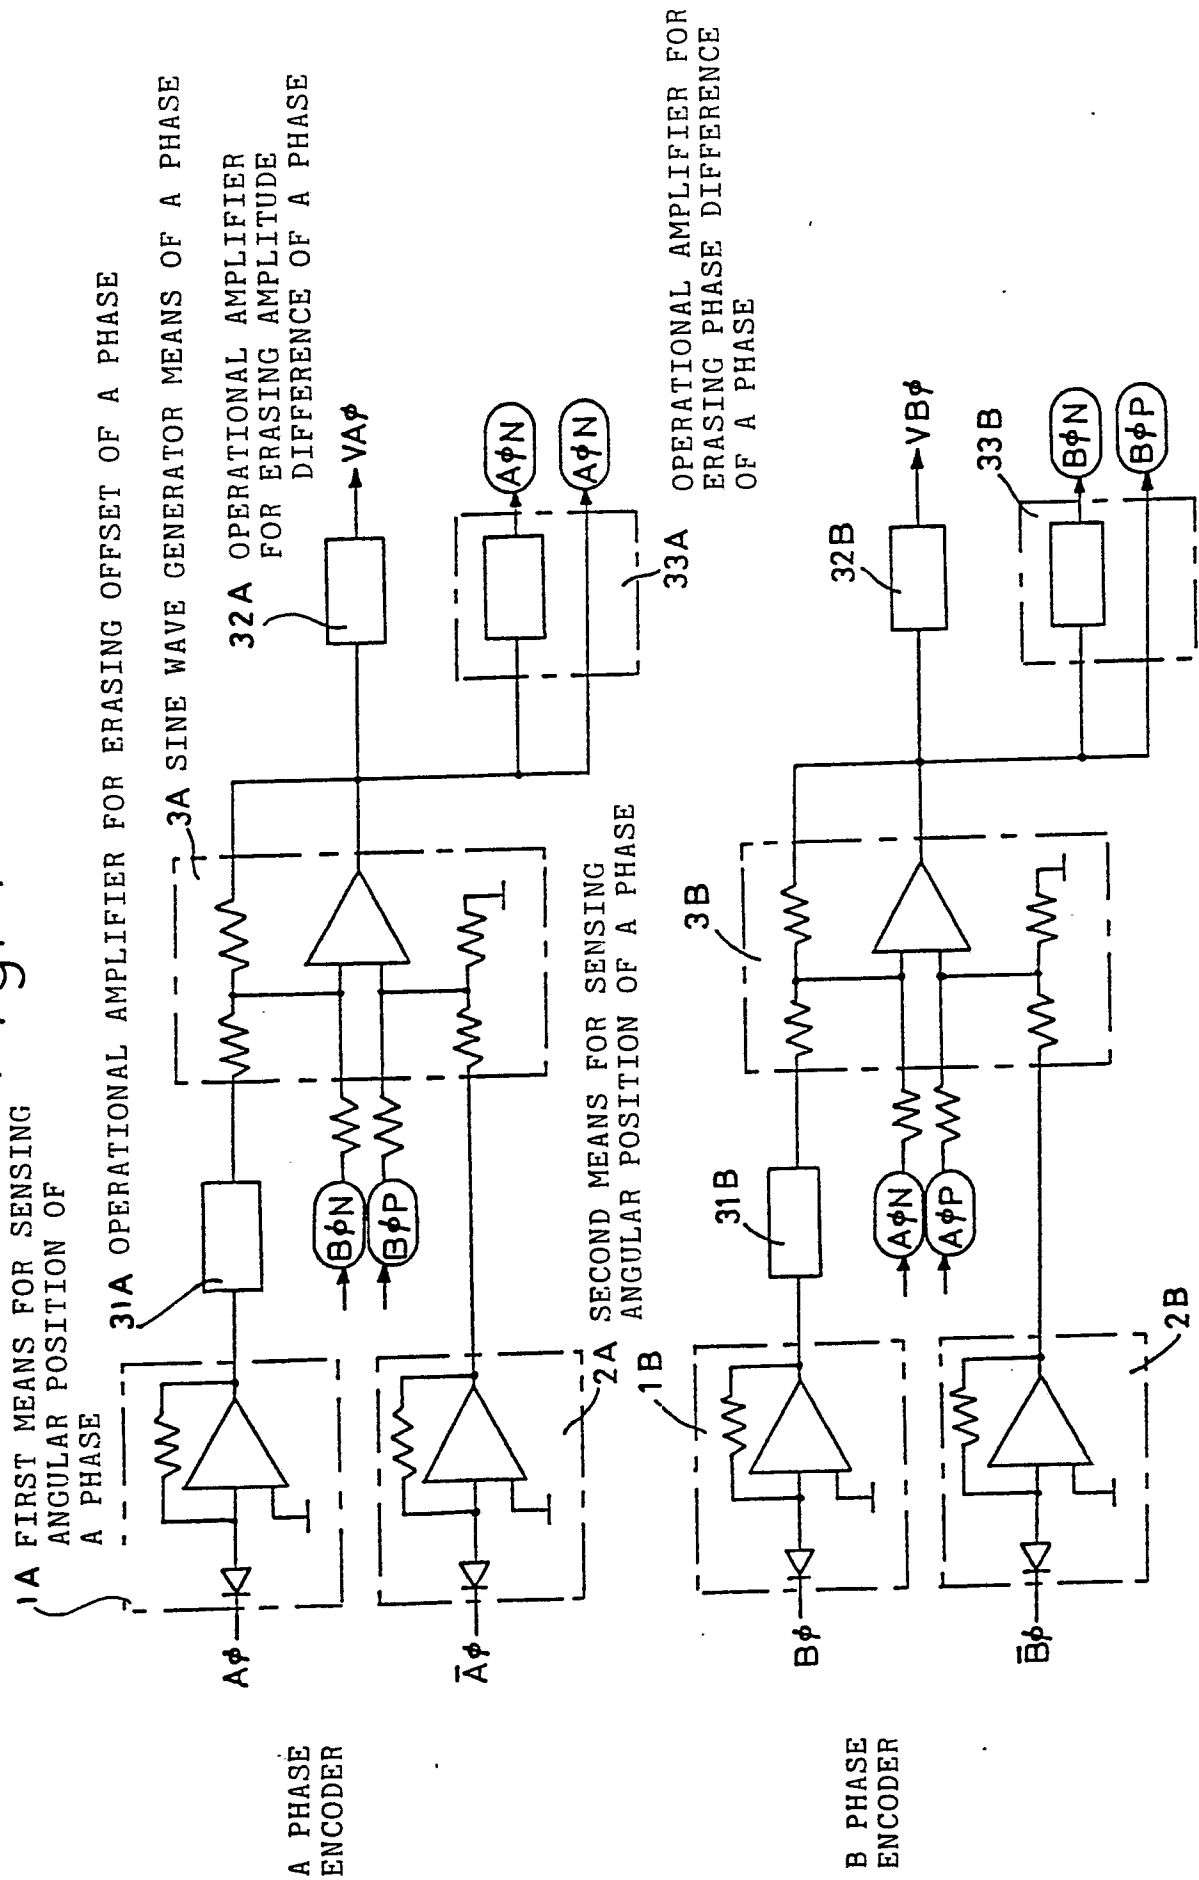 1A FIRST MEANS FOR SENSING
ANGULAR POSITION OF
A PHASE
31A OPERATIONAL AMPLIFIER FOR ERASING OFFSET OF A PHASE
3A SINE WAVE GENERATOR MEANS OF A PHASE
32A OPERATIONAL AMPLIFIER
FOR ERASING AMPLITUDE
DIFFERENCE OF A PHASE
A PHASE
ENCODER
Aφ
BφN
BφP
VAφ
AφN
AφN
33A
OPERATIONAL AMPLIFIER FOR
ERASING PHASE DIFFERENCE
OF A PHASE
A̅φ
2A SECOND MEANS FOR SENSING
ANGULAR POSITION OF A PHASE
B PHASE
ENCODER
Bφ
1B
31B
3B
32B
VBφ
AφN
AφP
33B
BφN
BφP
B̅φ
2B